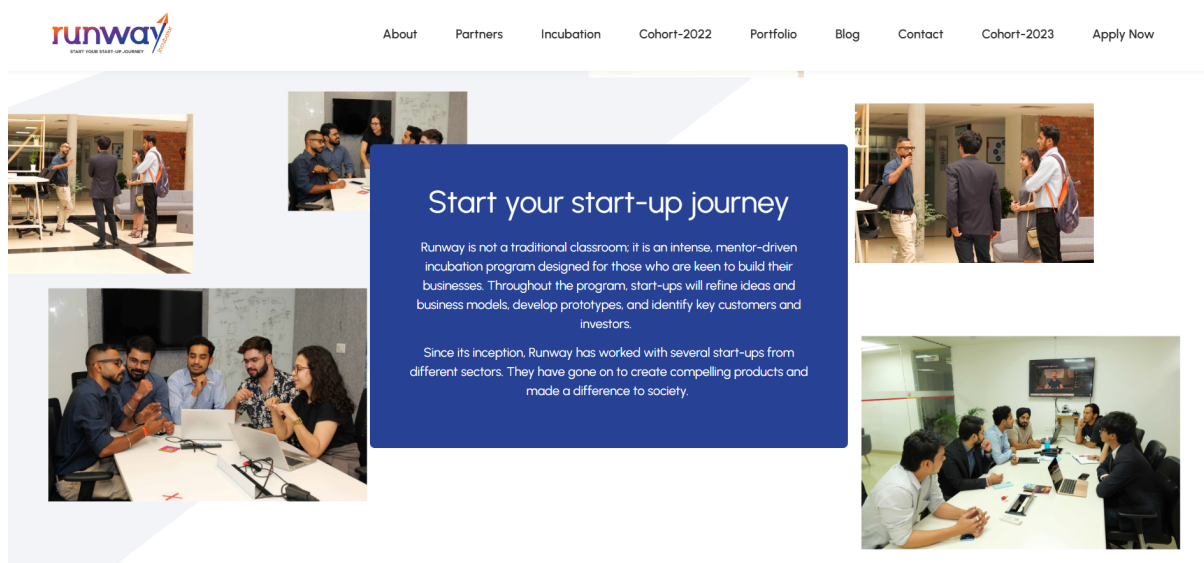 runway
incubator
START YOUR START-UP JOURNEY
About
Partners
Incubation
Cohort-2022
Portfolio
Blog
Contact
Cohort-2023
Apply Now
Start your start-up journey
Runway is not a traditional classroom; it is an intense, mentor-driven
incubation program designed for those who are keen to build their
businesses. Throughout the program, start-ups will refine ideas and
business models, develop prototypes, and identify key customers and
investors.
Since its inception, Runway has worked with several start-ups from
different sectors. They have gone on to create compelling products and
made a difference to society.